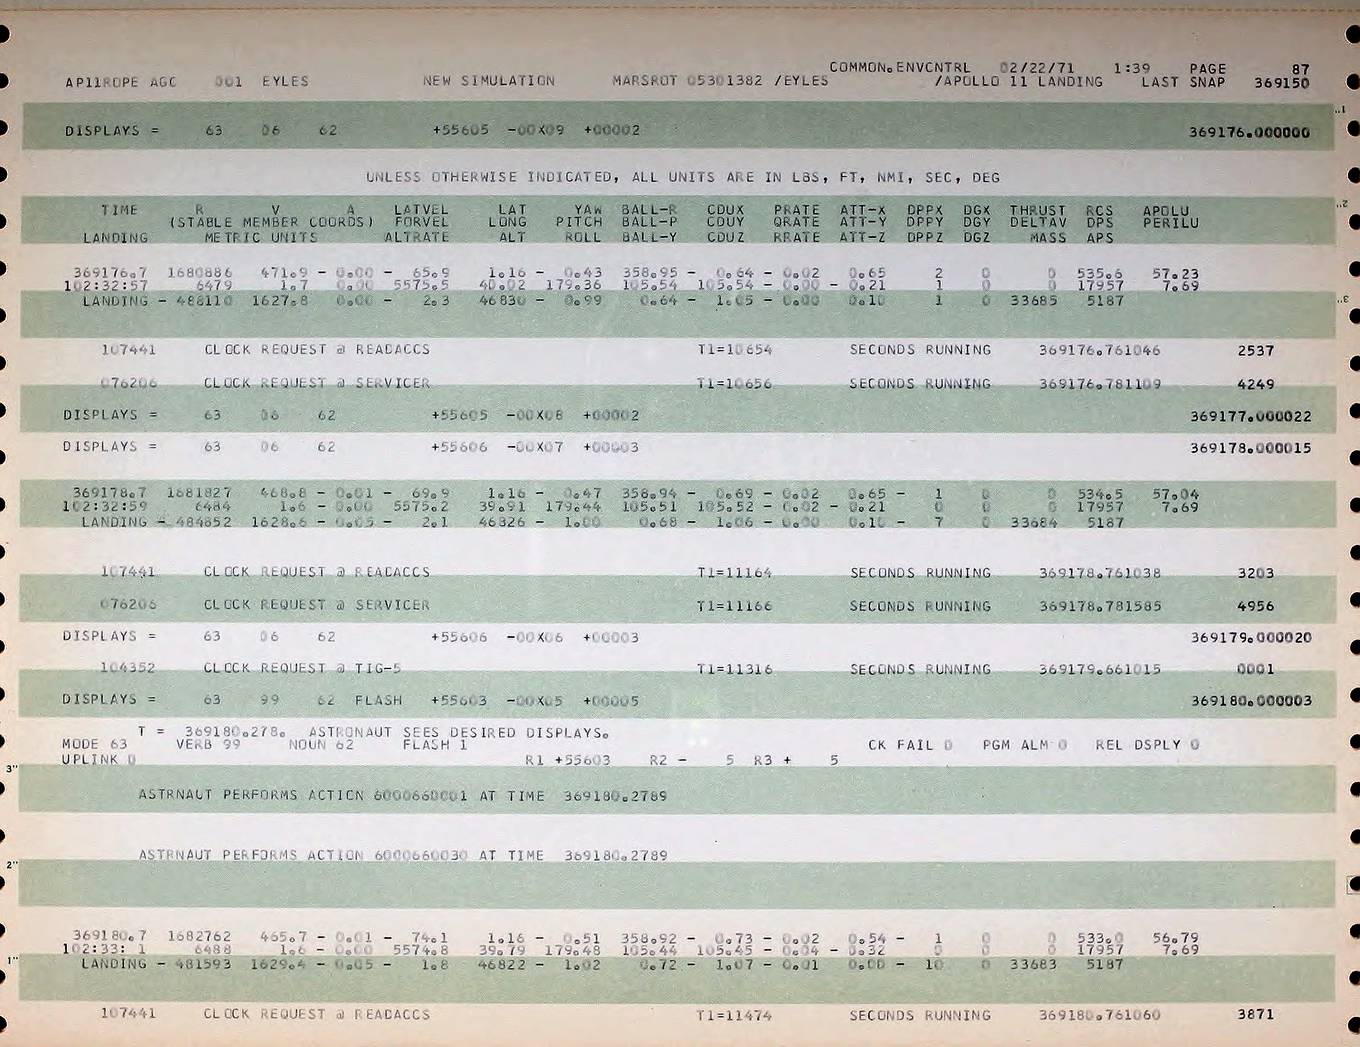 COMMON.ENVCNTRL 02/22/71 1:39 PAGE 87
AP11ROPE AGC 001 EYLES NEW SIMULATION MARSROT 05301382 /EYLES /APOLLO 11 LANDING LAST SNAP 369150
DISPLAYS = 63 06 62 +55605 -00X09 +00002 369176.000000
UNLESS OTHERWISE INDICATED, ALL UNITS ARE IN LBS, FT, NMI, SEC, DEG
TIME R V A LATVEL LAT YAW BALL-R CDUX PRATE ATT-X DPPX DGX THRUST RCS APOLU
(STABLE MEMBER COORDS) FORVEL LONG PITCH BALL-P CDUY QRATE ATT-Y DPPY DGY DELTAV DPS PERILU
LANDING METRIC UNITS ALTRATE ALT ROLL BALL-Y CDUZ RRATE ATT-Z DPPZ DGZ MASS APS
369176.7 1680886 471.9 - 0.00 - 65.9 1.16 - 0.43 358.95 - 0.64 - 0.02 0.65 2 0 0 535.6 57.23
102:32:57 6479 1.7 0.00 5575.5 40.02 179.36 105.54 105.54 - 0.00 - 0.21 1 0 0 17957 7.69
LANDING - 488110 1627.8 0.00 - 2.3 46830 - 0.99 0.64 - 1.05 - 0.00 0.10 1 0 33685 5187
107441 CLOCK REQUEST @ READACCS T1=10654 SECONDS RUNNING 369176.761046 2537
076206 CLOCK REQUEST @ SERVICER T1=10656 SECONDS RUNNING 369176.781109 4249
DISPLAYS = 63 06 62 +55605 -00X08 +00002 369177.000022
DISPLAYS = 63 06 62 +55606 -00X07 +00003 369178.000015
369178.7 1681827 468.8 - 0.01 - 69.9 1.16 - 0.47 358.94 - 0.69 - 0.02 0.65 - 1 0 0 534.5 57.04
102:32:59 6484 1.6 - 0.00 5575.2 39.91 179.44 105.51 105.52 - 0.02 - 0.21 0 0 0 17957 7.69
LANDING - 484852 1628.6 - 0.05 - 2.1 46826 - 1.00 0.68 - 1.06 - 0.00 0.10 - 7 0 33684 5187
107441 CLOCK REQUEST @ READACCS T1=11164 SECONDS RUNNING 369178.761038 3203
076206 CLOCK REQUEST @ SERVICER T1=11166 SECONDS RUNNING 369178.781585 4956
DISPLAYS = 63 06 62 +55606 -00X06 +00003 369179.000020
104352 CLOCK REQUEST @ TIG-5 T1=11316 SECONDS RUNNING 369179.661015 0001
DISPLAYS = 63 99 62 FLASH +55603 -00X05 +00005 369180.000003
T = 369180.278. ASTRONAUT SEES DESIRED DISPLAYS.
MODE 63 VERB 99 NOUN 62 FLASH 1 CK FAIL 0 PGM ALM 0 REL DSPLY 0
UPLINK 0 R1 +55603 R2 - 5 R3 + 5
ASTRNAUT PERFORMS ACTION 6000660001 AT TIME 369180.2789
ASTRNAUT PERFORMS ACTION 6000660030 AT TIME 369180.2789
369180.7 1682762 465.7 - 0.01 - 74.1 1.16 - 0.51 358.92 - 0.73 - 0.02 0.54 - 1 0 0 533.0 56.79
102:33: 1 6488 1.6 - 0.00 5574.8 39.79 179.48 105.44 105.45 - 0.04 - 0.32 0 0 0 17957 7.69
LANDING - 481593 1629.4 - 0.05 - 1.8 46822 - 1.02 0.72 - 1.07 - 0.01 0.00 - 10 0 33683 5187
107441 CLOCK REQUEST @ READACCS T1=11474 SECONDS RUNNING 369180.761060 3871
3"
2"
1"